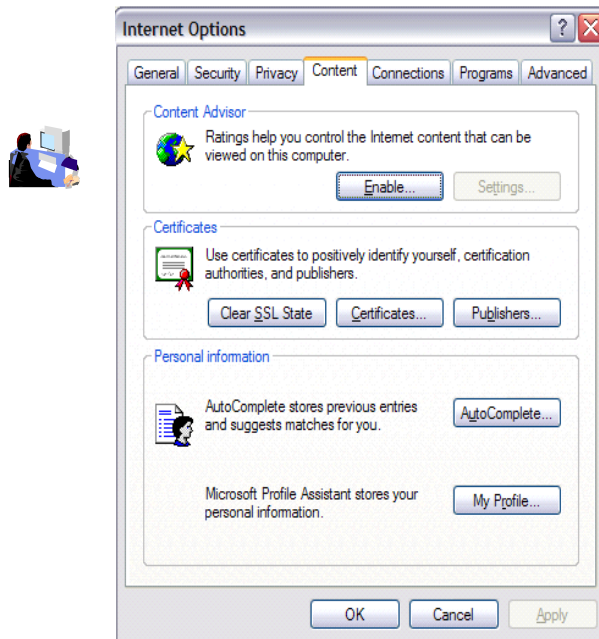 Internet Options
General Security Privacy Content Connections Programs Advanced
Content Advisor
Ratings help you control the Internet content that can be
viewed on this computer.
Enable... Settings...
Certificates
Use certificates to positively identify yourself, certification
authorities, and publishers.
Clear SSL State Certificates... Publishers...
Personal information
AutoComplete stores previous entries
and suggests matches for you.
AutoComplete...
Microsoft Profile Assistant stores your
personal information.
My Profile...
OK Cancel Apply